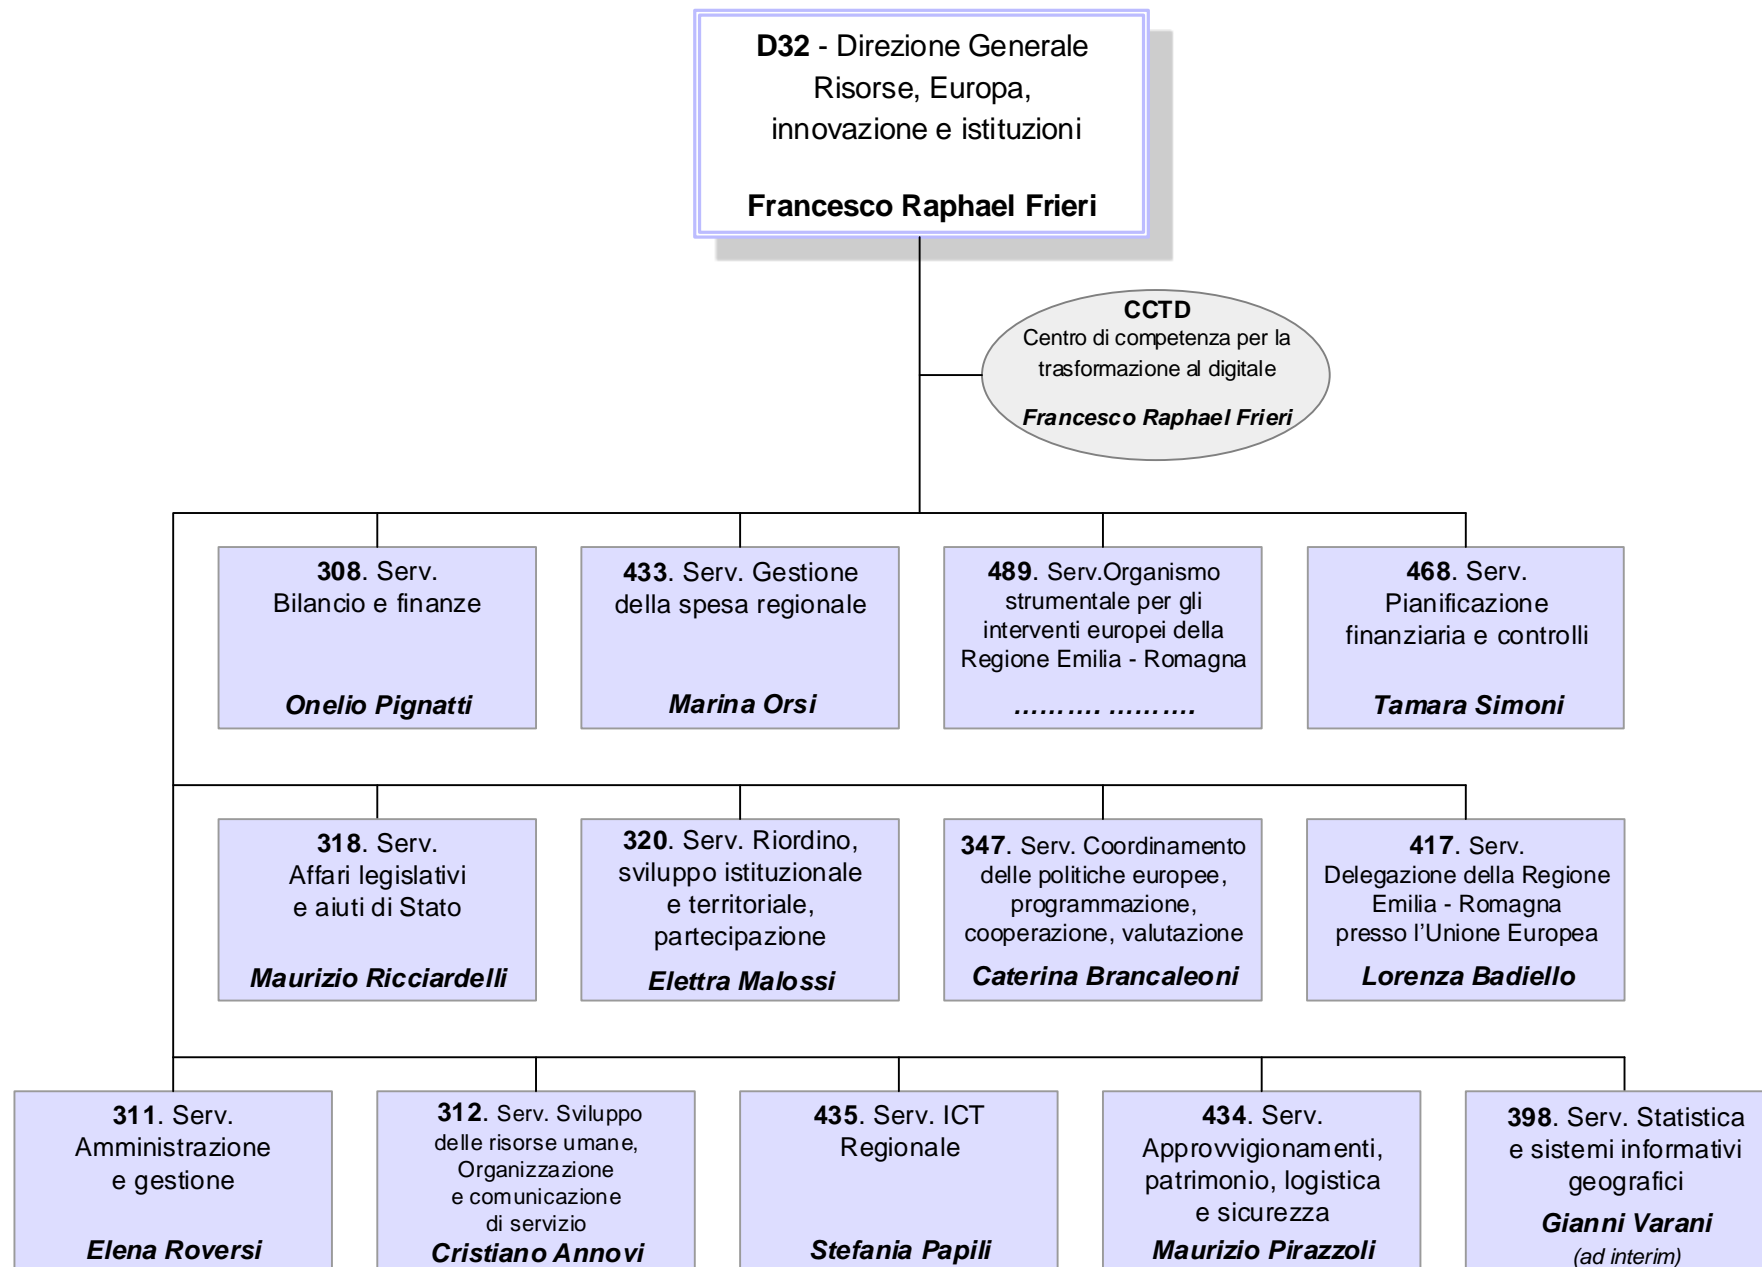 D32 - Direzione Generale
Risorse, Europa,
innovazione e istituzioni
Francesco Raphael Frieri
CCTD
Centro di competenza per la
trasformazione al digitale
Francesco Raphael Frieri
308. Serv.
Bilancio e finanze
Onelio Pignatti
433. Serv. Gestione
della spesa regionale
Marina Orsi
489. Serv.Organismo
strumentale per gli
interventi europei della
Regione Emilia - Romagna
………. ……….
468. Serv.
Pianificazione
finanziaria e controlli
Tamara Simoni
318. Serv.
Affari legislativi
e aiuti di Stato
Maurizio Ricciardelli
320. Serv. Riordino,
sviluppo istituzionale
e territoriale,
partecipazione
Elettra Malossi
347. Serv. Coordinamento
delle politiche europee,
programmazione,
cooperazione, valutazione
Caterina Brancaleoni
417. Serv.
Delegazione della Regione
Emilia - Romagna
presso l’Unione Europea
Lorenza Badiello
311. Serv.
Amministrazione
e gestione
Elena Roversi
312. Serv. Sviluppo
delle risorse umane,
Organizzazione
e comunicazione
di servizio
Cristiano Annovi
435. Serv. ICT
Regionale
Stefania Papili
434. Serv.
Approvvigionamenti,
patrimonio, logistica
e sicurezza
Maurizio Pirazzoli
398. Serv. Statistica
e sistemi informativi
geografici
Gianni Varani
(ad interim)